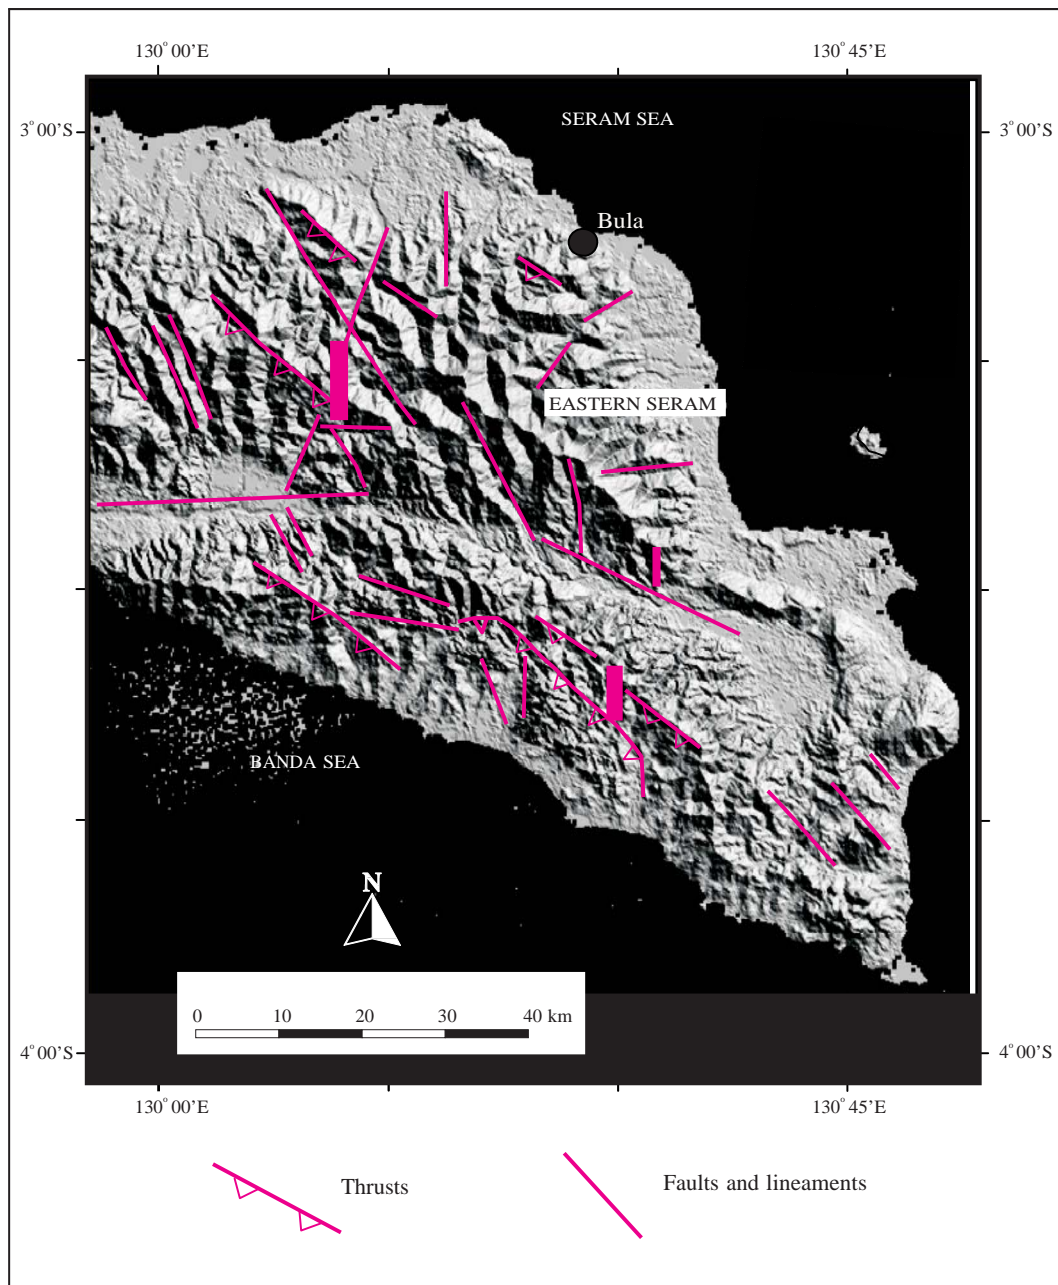 130°00’E 130°45’E
3°00’S SERAM SEA 3°00’S
Bula
EASTERN SERAM
BANDA SEA
N
0 10 20 30 40 km
4°00’S 4°00’S
130°00’E 130°45’E
Thrusts Faults and lineaments